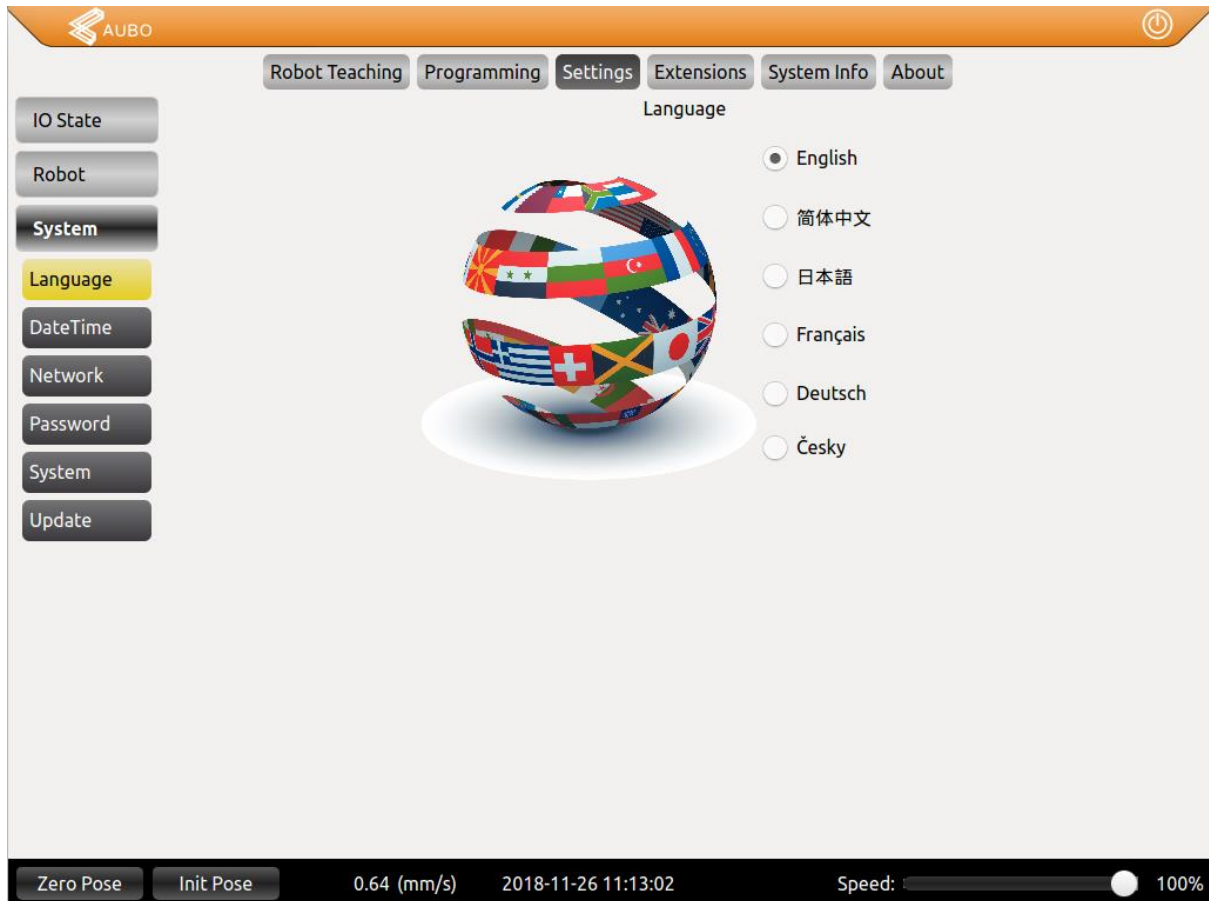 AUBO
Robot Teaching Programming Settings Extensions System Info About
Language
IO State
Robot
System
Language
DateTime
Network
Password
System
Update
English
简体中文
日本語
Français
Deutsch
Česky
Zero Pose Init Pose 0.64 (mm/s) 2018-11-26 11:13:02 Speed: 100%